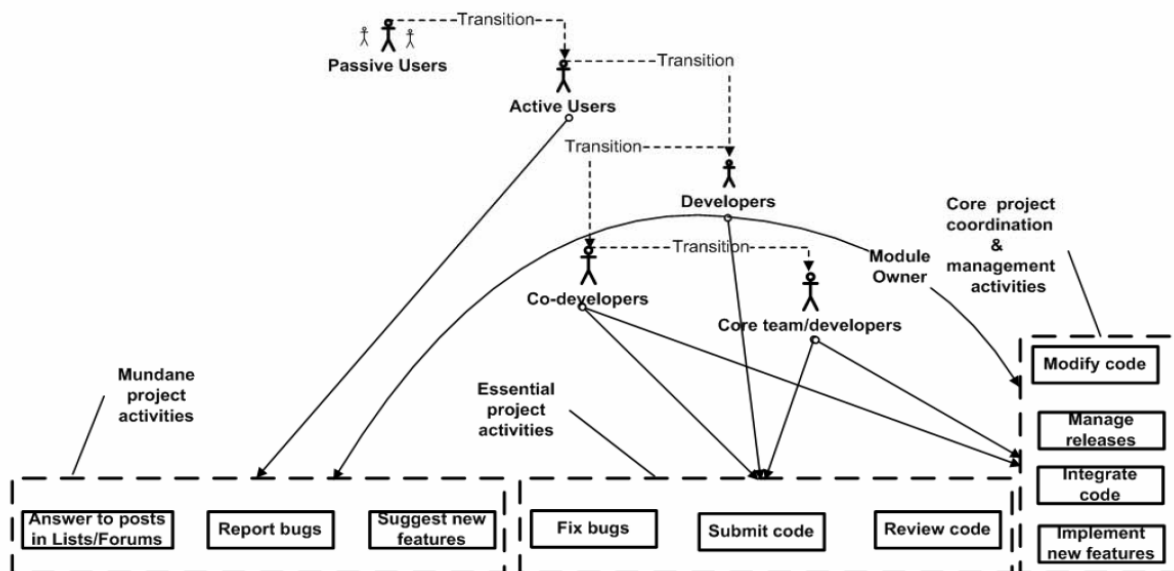 Transition
Passive Users
Transition
Active Users
Transition
Developers
Core project
coordination
&
management
activities
Transition
Module
Owner
Co-developers
Core team/developers
Mundane
project
activities
Essential
project
activities
Modify code
Manage
releases
Integrate
code
Implement
new features
Answer to posts
in Lists/Forums
Report bugs
Suggest new
features
Fix bugs
Submit code
Review code